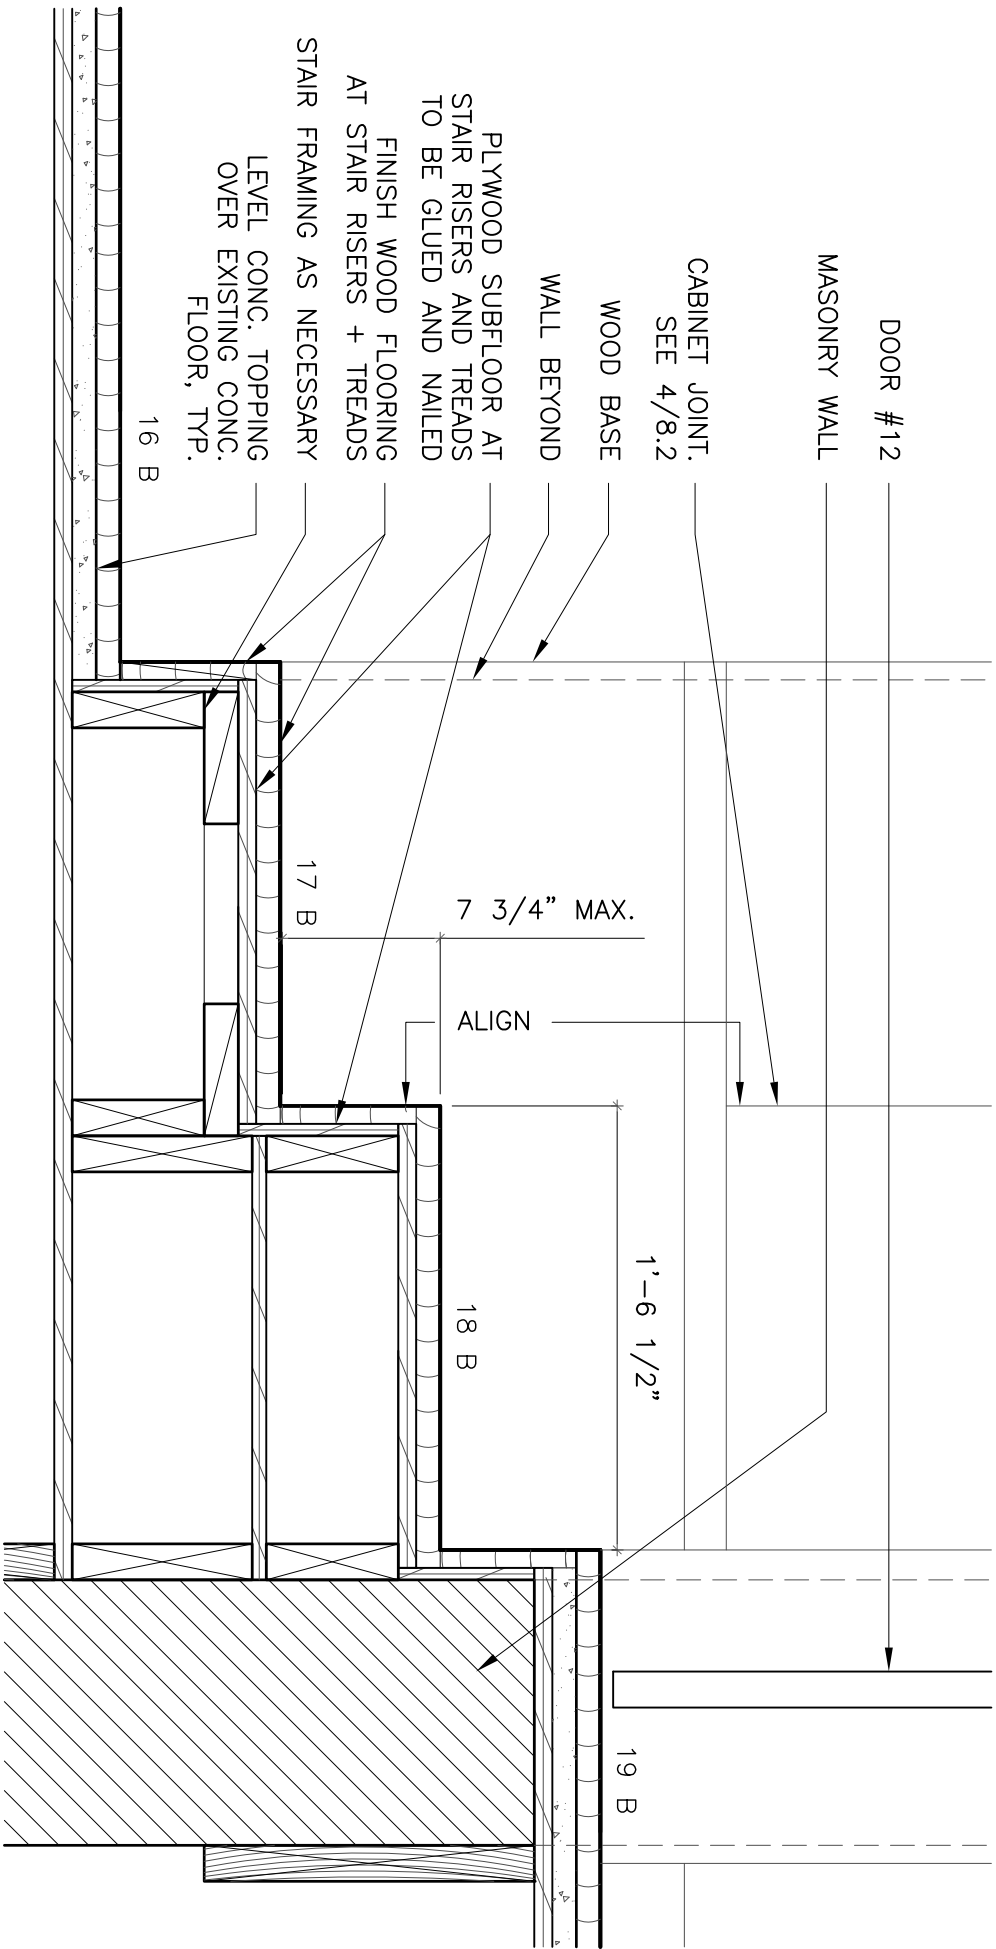 DOOR #12
MASONRY WALL
CABINET JOINT.
SEE 4/8.2
WOOD BASE
WALL BEYOND
PLYWOOD SUBFLOOR AT
STAIR RISERS AND TREADS
TO BE GLUED AND NAILED
FINISH WOOD FLOORING
AT STAIR RISERS + TREADS
STAIR FRAMING AS NECESSARY
LEVEL CONC. TOPPING
OVER EXISTING CONC.
FLOOR, TYP.
16 B
17 B
7 3/4" MAX.
ALIGN
18 B
1'-6 1/2"
19 B